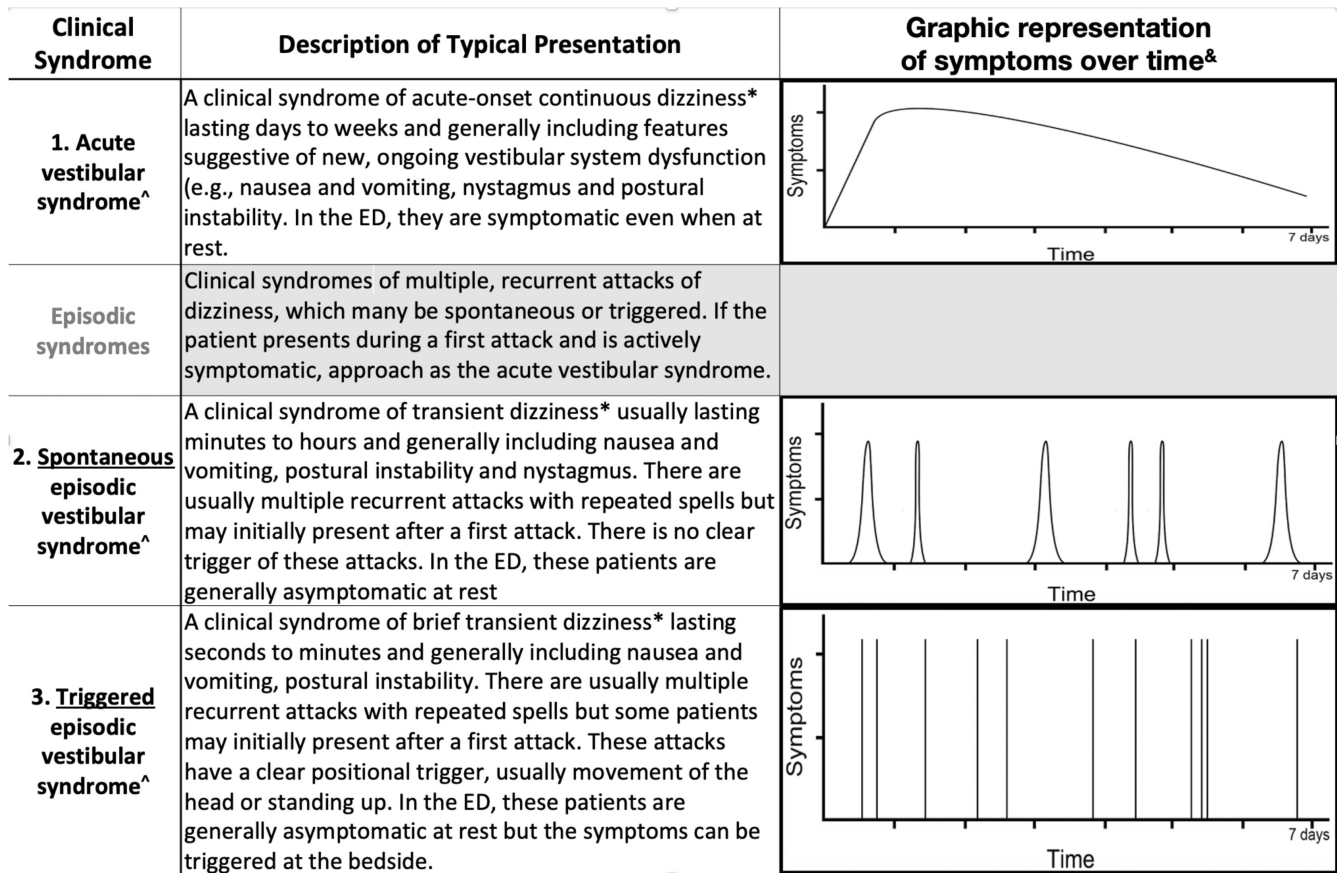 Clinical
Syndrome
Description of Typical Presentation
Graphic representation
of symptoms over time&
1. Acute
vestibular
syndrome^
A clinical syndrome of acute-onset continuous dizziness*
lasting days to weeks and generally including features
suggestive of new, ongoing vestibular system dysfunction
(e.g., nausea and vomiting, nystagmus and postural
instability. In the ED, they are symptomatic even when at
rest.
Symptoms
7 days
Time
Episodic
syndromes
Clinical syndromes of multiple, recurrent attacks of
dizziness, which many be spontaneous or triggered. If the
patient presents during a first attack and is actively
symptomatic, approach as the acute vestibular syndrome.
2. Spontaneous
episodic
vestibular
syndrome^
A clinical syndrome of transient dizziness* usually lasting
minutes to hours and generally including nausea and
vomiting, postural instability and nystagmus. There are
usually multiple recurrent attacks with repeated spells but
may initially present after a first attack. There is no clear
trigger of these attacks. In the ED, these patients are
generally asymptomatic at rest
Symptoms
7 days
Time
3. Triggered
episodic
vestibular
syndrome^
A clinical syndrome of brief transient dizziness* lasting
seconds to minutes and generally including nausea and
vomiting, postural instability. There are usually multiple
recurrent attacks with repeated spells but some patients
may initially present after a first attack. These attacks
have a clear positional trigger, usually movement of the
head or standing up. In the ED, these patients are
generally asymptomatic at rest but the symptoms can be
triggered at the bedside.
Symptoms
7 days
Time